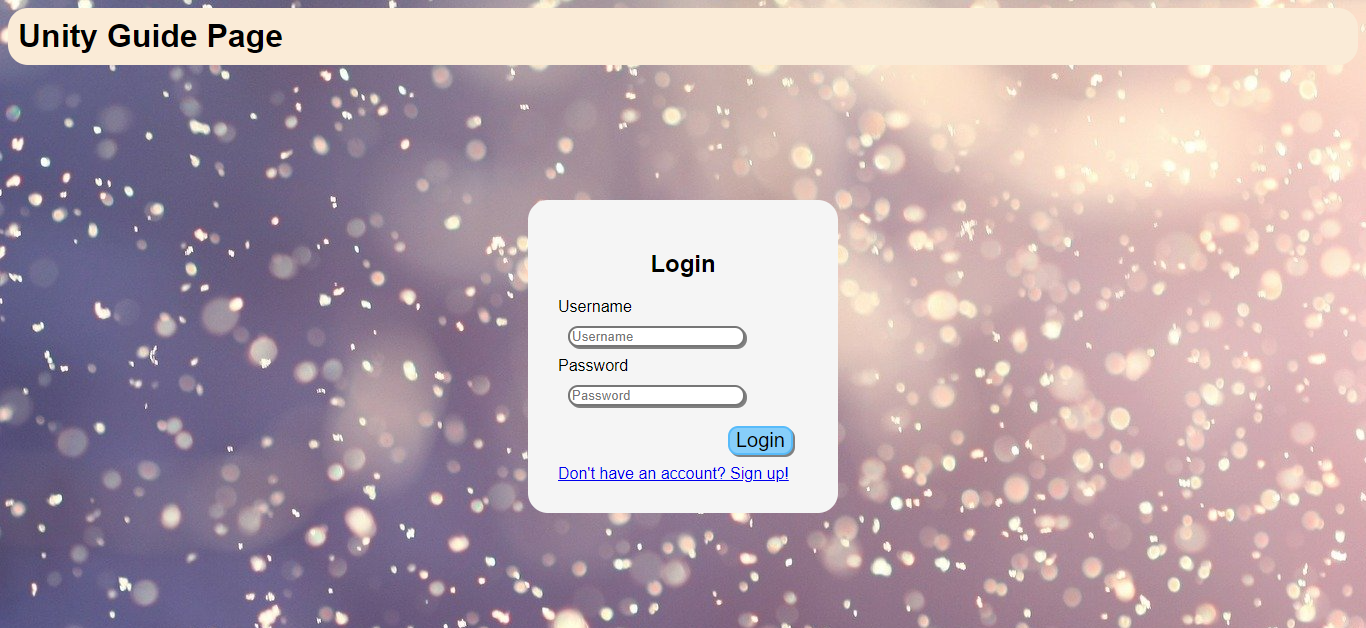 Unity Guide Page
Login
Username
Username
Password
Password
Login
Don't have an account? Sign up!